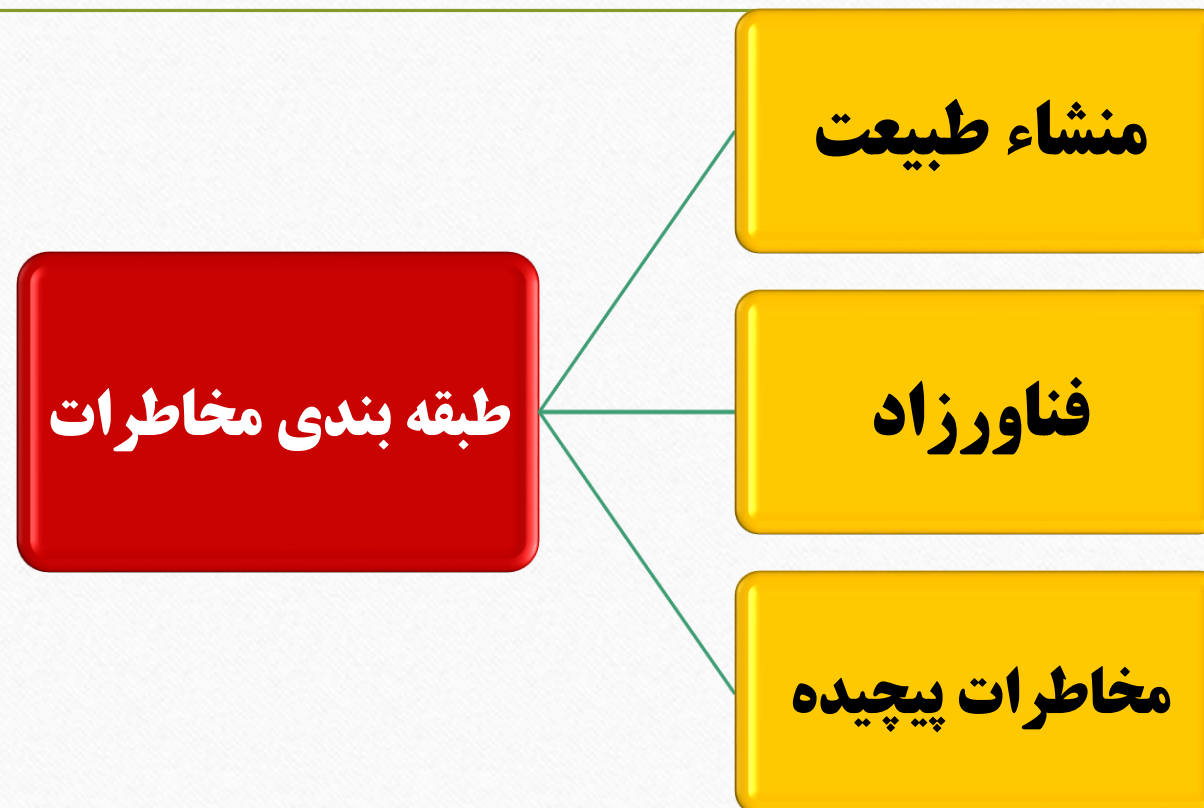 طبقه بندی مخاطرات
منشاء طبیعت
فناورزاد
مخاطرات پیچیده